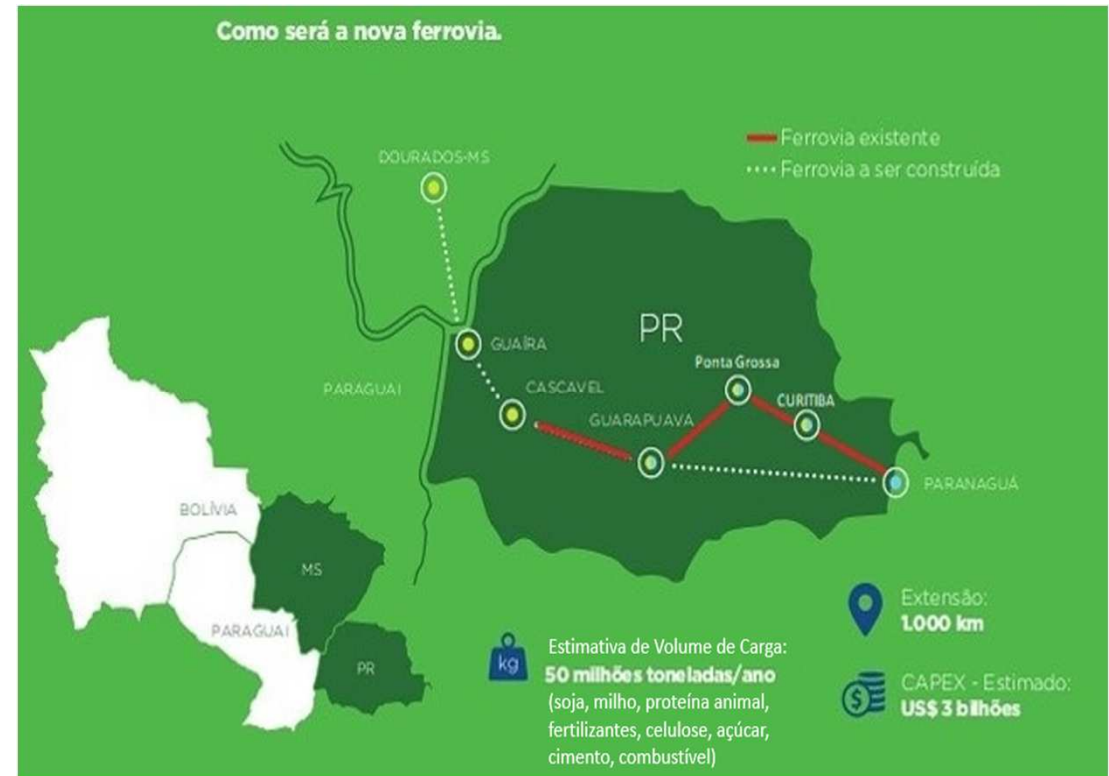 Como será a nova ferrovia.
Ferrovia existente
Ferrovia a ser construída
DOURADOS-MS
PR
GUAÍRA
Ponta Grossa
PARAGUAI
CASCAVEL
CURITIBA
GUARAPUAVA
PARANAGUÁ
BOLÍVIA
MS
PARAGUAI
PR
kg
Estimativa de Volume de Carga:
50 milhões toneladas/ano
(soja, milho, proteína animal,
fertilizantes, celulose, açúcar,
cimento, combustível)
Extensão:
1.000 km
$
CAPEX - Estimado:
US$ 3 bilhões